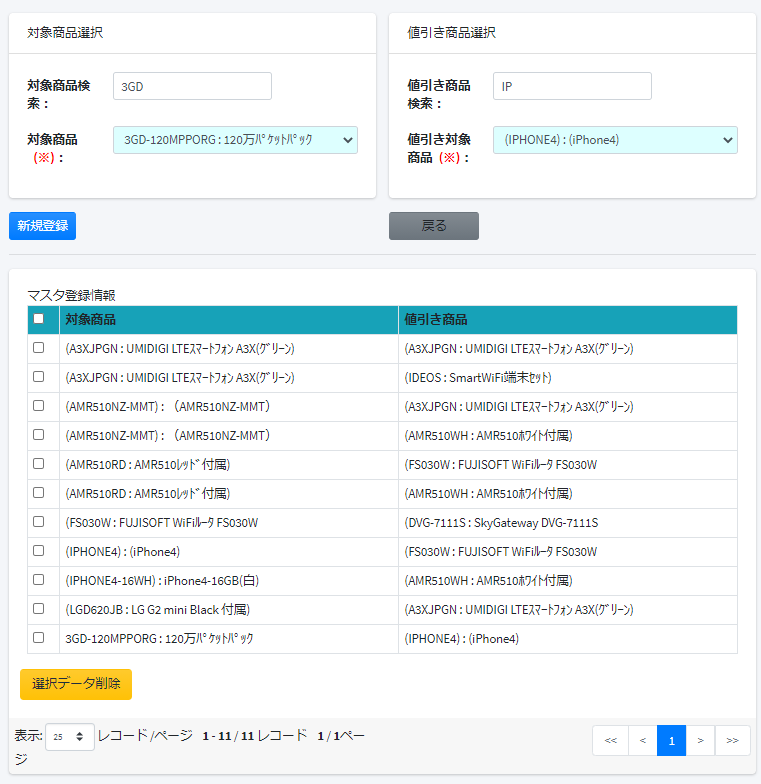 対象商品選択
対象商品検
索：
3GD
対象商品
（※）：
3GD-120MPPORG : 120万ﾊﾟｹｯﾄﾊﾟｯｸ
値引き商品選択
値引き商品
検索：
IP
値引き対象
商品（※）：
(IPHONE4) : (iPhone4)
新規登録
戻る
マスタ登録情報
対象商品 値引き商品
(A3XJPGN : UMIDIGI LTEｽﾏｰﾄﾌｫﾝ A3X(ｸﾞﾘｰﾝ) (A3XJPGN : UMIDIGI LTEｽﾏｰﾄﾌｫﾝ A3X(ｸﾞﾘｰﾝ)
(A3XJPGN : UMIDIGI LTEｽﾏｰﾄﾌｫﾝ A3X(ｸﾞﾘｰﾝ) (IDEOS : SmartWiFi端末ｾｯﾄ)
(AMR510NZ-MMT) : （AMR510NZ-MMT） (A3XJPGN : UMIDIGI LTEｽﾏｰﾄﾌｫﾝ A3X(ｸﾞﾘｰﾝ)
(AMR510NZ-MMT) : （AMR510NZ-MMT） (AMR510WH : AMR510ﾎﾜｲﾄ付属)
(AMR510RD : AMR510ﾚｯﾄﾞ付属) (FS030W : FUJISOFT WiFiﾙｰﾀ FS030W
(AMR510RD : AMR510ﾚｯﾄﾞ付属) (AMR510WH : AMR510ﾎﾜｲﾄ付属)
(FS030W : FUJISOFT WiFiﾙｰﾀ FS030W (DVG-7111S : SkyGateway DVG-7111S
(IPHONE4) : (iPhone4) (FS030W : FUJISOFT WiFiﾙｰﾀ FS030W
(IPHONE4-16WH) : iPhone4-16GB(白) (AMR510WH : AMR510ﾎﾜｲﾄ付属)
(LGD620JB : LG G2 mini Black 付属) (A3XJPGN : UMIDIGI LTEｽﾏｰﾄﾌｫﾝ A3X(ｸﾞﾘｰﾝ)
3GD-120MPPORG : 120万ﾊﾟｹｯﾄﾊﾟｯｸ (IPHONE4) : (iPhone4)
選択データ削除
表示: 25 レコード/ページ 1 - 11 / 11 レコード 1 / 1ペー
ジ
<< < 1 > >>